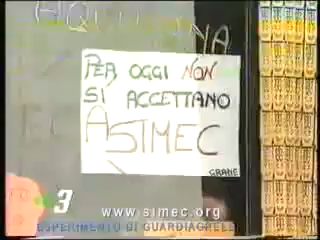 PER OGGI NON
SI ACCETTANO
SIMEC
GRAZIE
3
www.simec.org
ESPERIMENTO DI GUARDIAGRELE